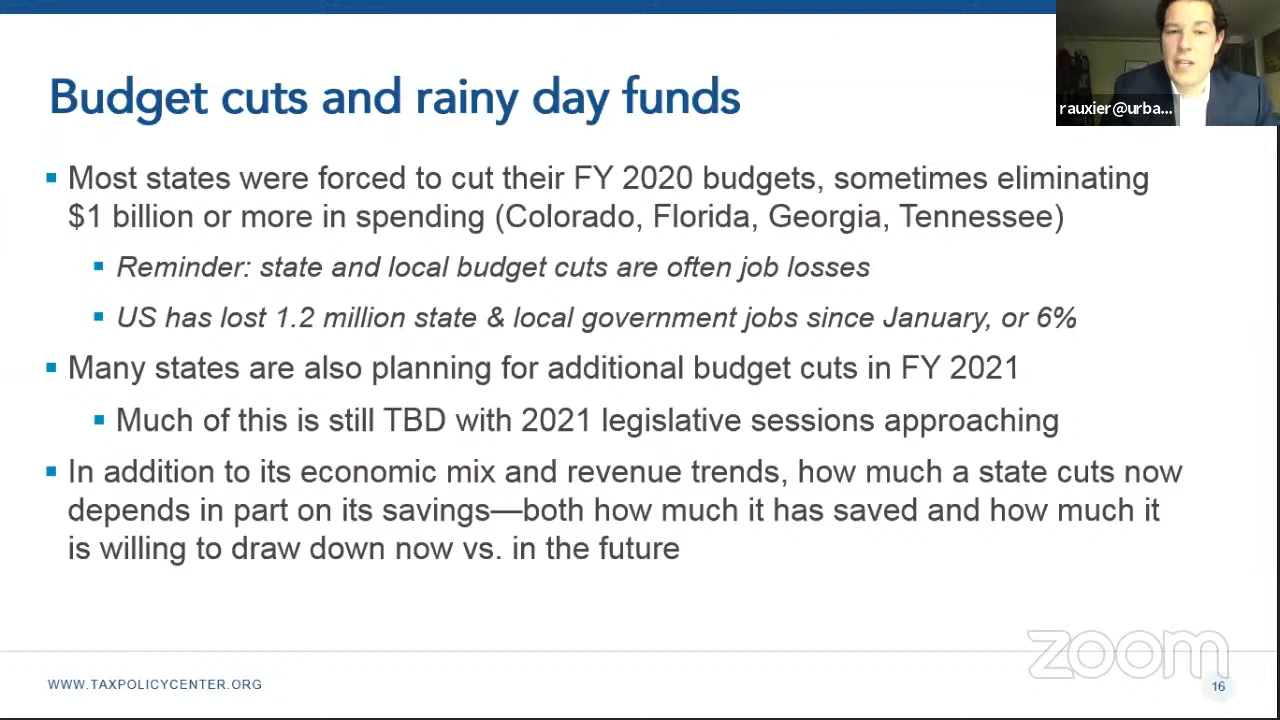 Budget cuts and rainy day funds
rauxier@urba...
Most states were forced to cut their FY 2020 budgets, sometimes eliminating
$1 billion or more in spending (Colorado, Florida, Georgia, Tennessee)
Reminder: state and local budget cuts are often job losses
US has lost 1.2 million state & local government jobs since January, or 6%
Many states are also planning for additional budget cuts in FY 2021
Much of this is still TBD with 2021 legislative sessions approaching
In addition to its economic mix and revenue trends, how much a state cuts now
depends in part on its savings—both how much it has saved and how much it
is willing to draw down now vs. in the future
zoom
WWW.TAXPOLICYCENTER.ORG
16